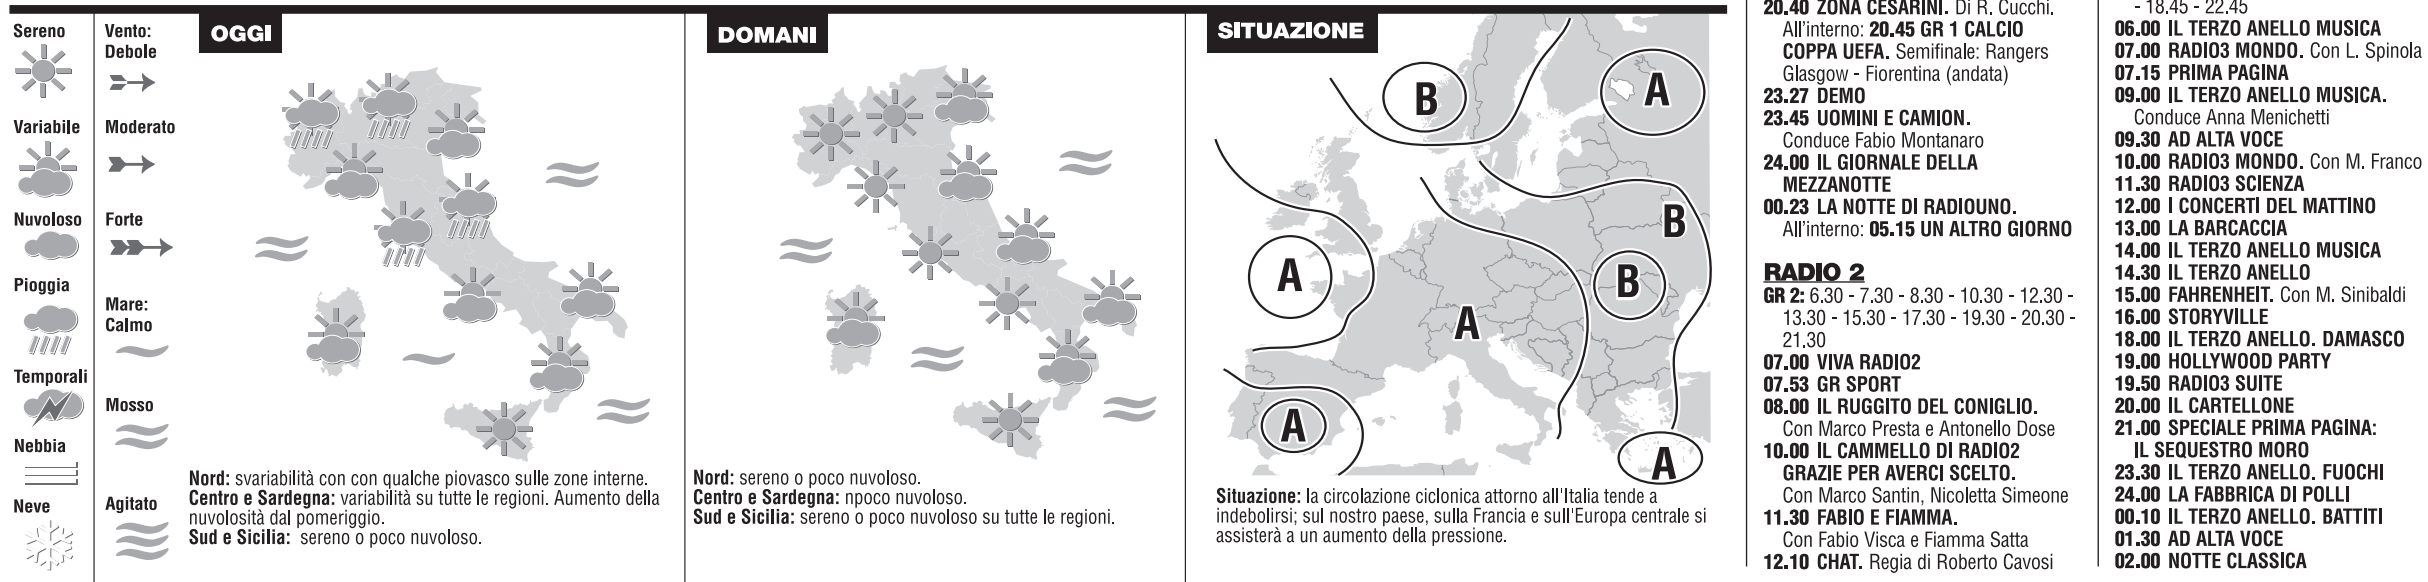 Sereno
Variabile
Nuvoloso
Pioggia
Temporali
Nebbia
Neve
Vento:
Debole
Moderato
Forte
Mare:
Calmo
Mosso
Agitato
OGGI
Nord: svariabilità con con qualche piovasco sulle zone interne.
Centro e Sardegna: variabilità su tutte le regioni. Aumento della
nuvolosità dal pomeriggio.
Sud e Sicilia: sereno o poco nuvoloso.
DOMANI
Nord: sereno o poco nuvoloso.
Centro e Sardegna: npoco nuvoloso.
Sud e Sicilia: sereno o poco nuvoloso su tutte le regioni.
SITUAZIONE
B
A
B
A
B
A
A
A
Situazione: la circolazione ciclonica attorno all'Italia tende a
indebolirsi; sul nostro paese, sulla Francia e sull'Europa centrale si
assisterà a un aumento della pressione.
20.40 ZONA CESARINI. Di R. Cucchi.
All'interno: 20.45 GR 1 CALCIO
COPPA UEFA. Semifinale: Rangers
Glasgow - Fiorentina (andata)
23.27 DEMO
23.45 UOMINI E CAMION.
Conduce Fabio Montanaro
24.00 IL GIORNALE DELLA
MEZZANOTTE
00.23 LA NOTTE DI RADIOUNO.
All'interno: 05.15 UN ALTRO GIORNO
RADIO 2
GR 2: 6.30 - 7.30 - 8.30 - 10.30 - 12.30 -
13.30 - 15.30 - 17.30 - 19.30 - 20.30 -
21.30
07.00 VIVA RADIO2
07.53 GR SPORT
08.00 IL RUGGITO DEL CONIGLIO.
Con Marco Presta e Antonello Dose
10.00 IL CAMMELLO DI RADIO2
GRAZIE PER AVERCI SCELTO.
Con Marco Santin, Nicoletta Simeone
11.30 FABIO E FIAMMA.
Con Fabio Visca e Fiamma Satta
12.10 CHAT. Regia di Roberto Cavosi
- 18.45 - 22.45
06.00 IL TERZO ANELLO MUSICA
07.00 RADIO3 MONDO. Con L. Spinola
07.15 PRIMA PAGINA
09.00 IL TERZO ANELLO MUSICA.
Conduce Anna Menichetti
09.30 AD ALTA VOCE
10.00 RADIO3 MONDO. Con M. Franco
11.30 RADIO3 SCIENZA
12.00 I CONCERTI DEL MATTINO
13.00 LA BARCACCIA
14.00 IL TERZO ANELLO MUSICA
14.30 IL TERZO ANELLO
15.00 FAHRENHEIT. Con M. Sinibaldi
16.00 STORYVILLE
18.00 IL TERZO ANELLO. DAMASCO
19.00 HOLLYWOOD PARTY
19.50 RADIO3 SUITE
20.00 IL CARTELLONE
21.00 SPECIALE PRIMA PAGINA:
IL SEQUESTRO MORO
23.30 IL TERZO ANELLO. FUOCHI
24.00 LA FABBRICA DI POLLI
00.10 IL TERZO ANELLO. BATTITI
01.30 AD ALTA VOCE
02.00 NOTTE CLASSICA